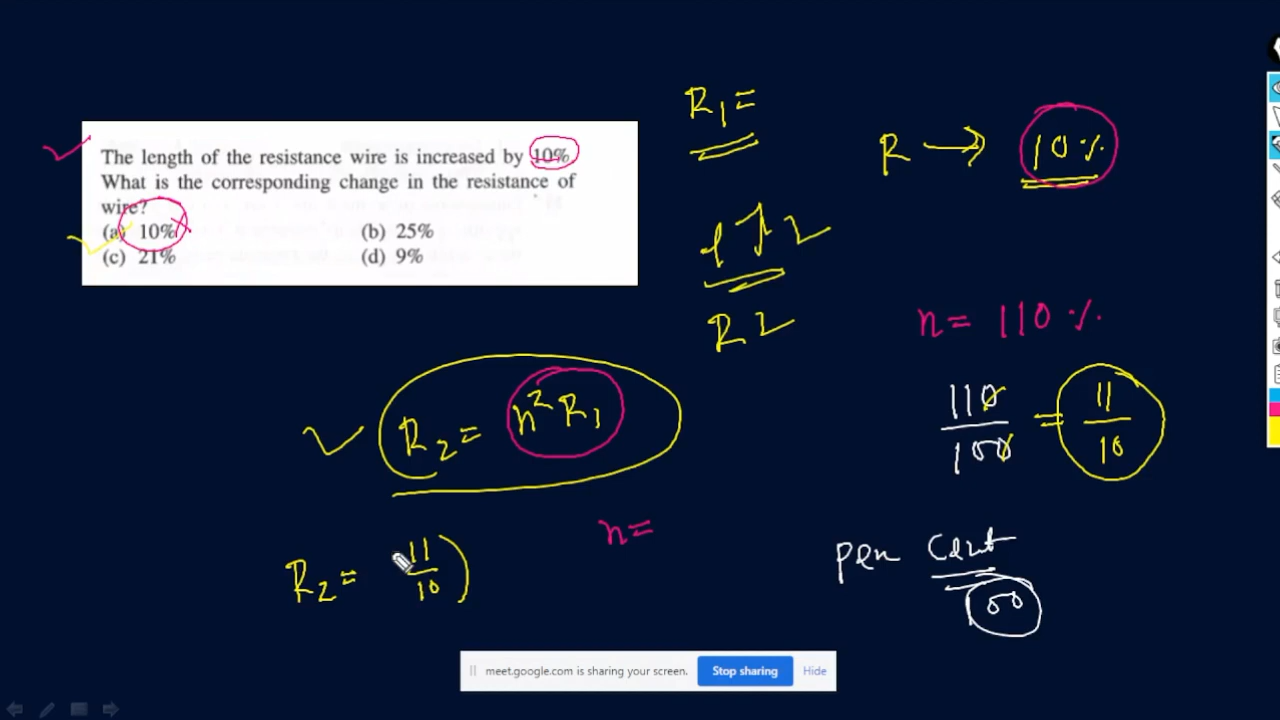 The length of the resistance wire is increased by 10%
What is the corresponding change in the resistance of
wire?
(a) 10%
(b) 25%
(c) 21%
(d) 9%
R₁ =
R → 10%
R2
n = 110%
110/100 = 11/10
R₂ = n²R₁
n =
R₂ = 11/10)
per cent
00
meet.google.com is sharing your screen.
Stop sharing
Hide